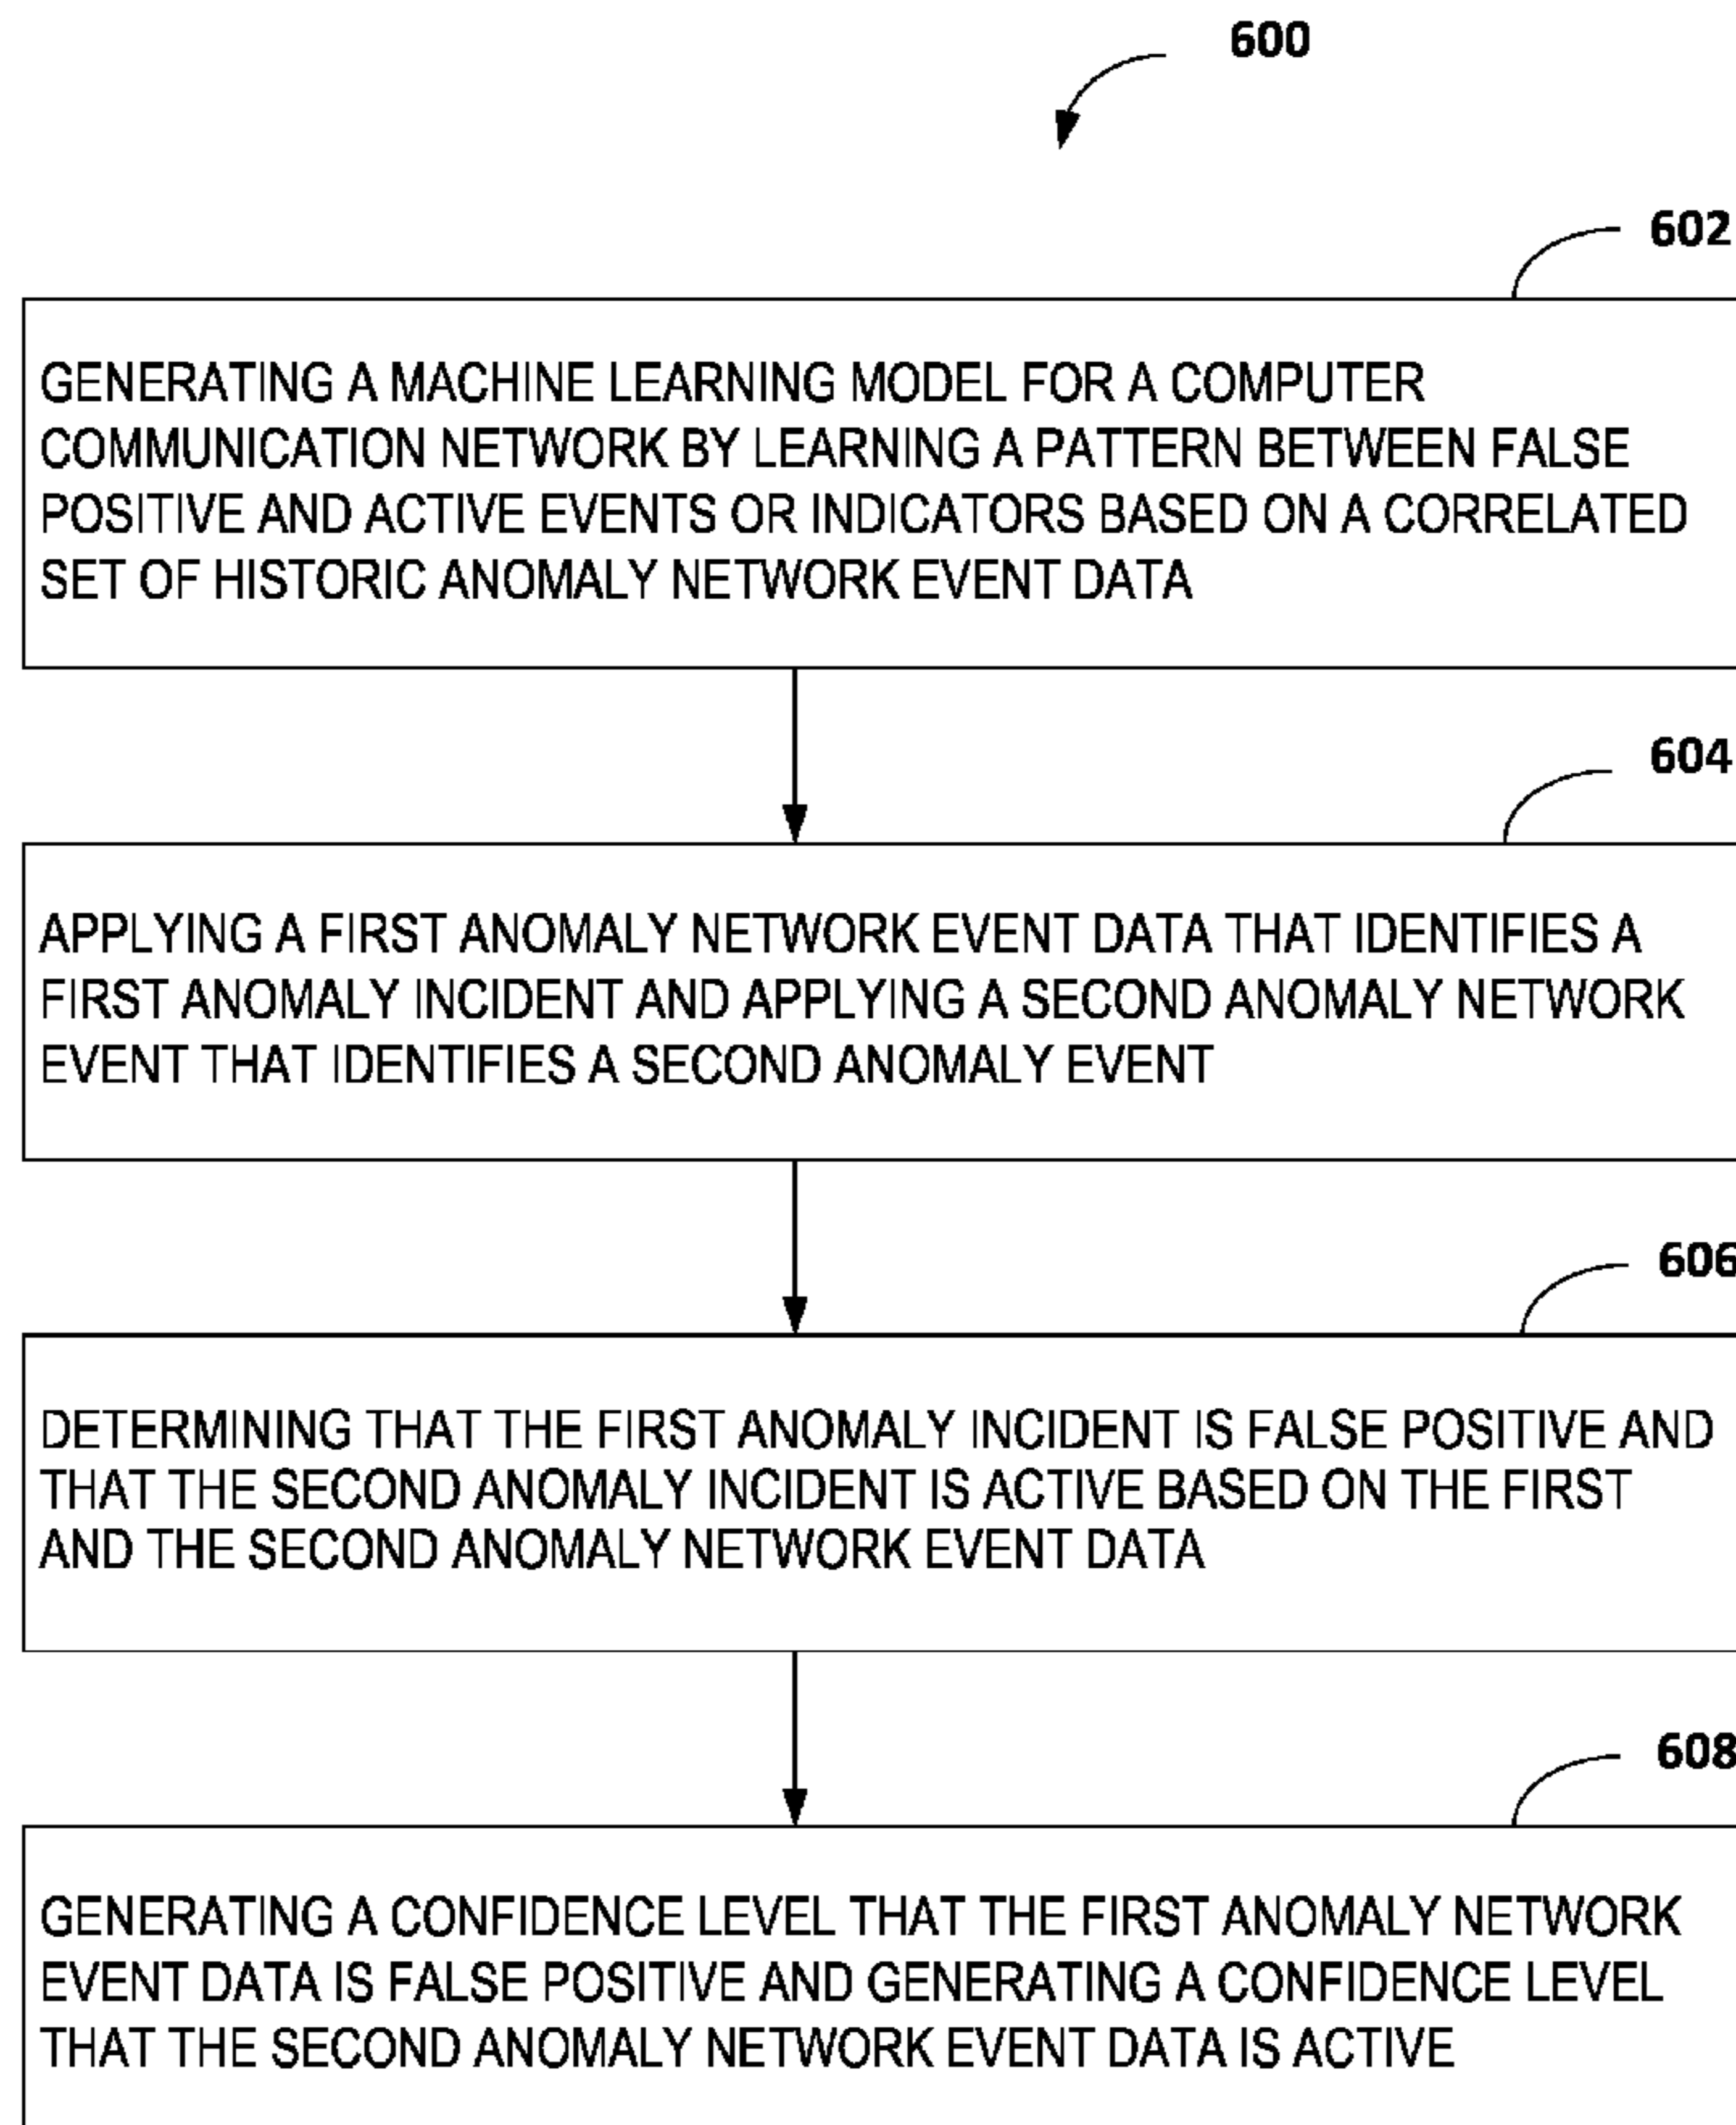 600
602
GENERATING A MACHINE LEARNING MODEL FOR A COMPUTER
COMMUNICATION NETWORK BY LEARNING A PATTERN BETWEEN FALSE
POSITIVE AND ACTIVE EVENTS OR INDICATORS BASED ON A CORRELATED
SET OF HISTORIC ANOMALY NETWORK EVENT DATA
604
APPLYING A FIRST ANOMALY NETWORK EVENT DATA THAT IDENTIFIES A
FIRST ANOMALY INCIDENT AND APPLYING A SECOND ANOMALY NETWORK
EVENT THAT IDENTIFIES A SECOND ANOMALY EVENT
606
DETERMINING THAT THE FIRST ANOMALY INCIDENT IS FALSE POSITIVE AND
THAT THE SECOND ANOMALY INCIDENT IS ACTIVE BASED ON THE FIRST
AND THE SECOND ANOMALY NETWORK EVENT DATA
608
GENERATING A CONFIDENCE LEVEL THAT THE FIRST ANOMALY NETWORK
EVENT DATA IS FALSE POSITIVE AND GENERATING A CONFIDENCE LEVEL
THAT THE SECOND ANOMALY NETWORK EVENT DATA IS ACTIVE